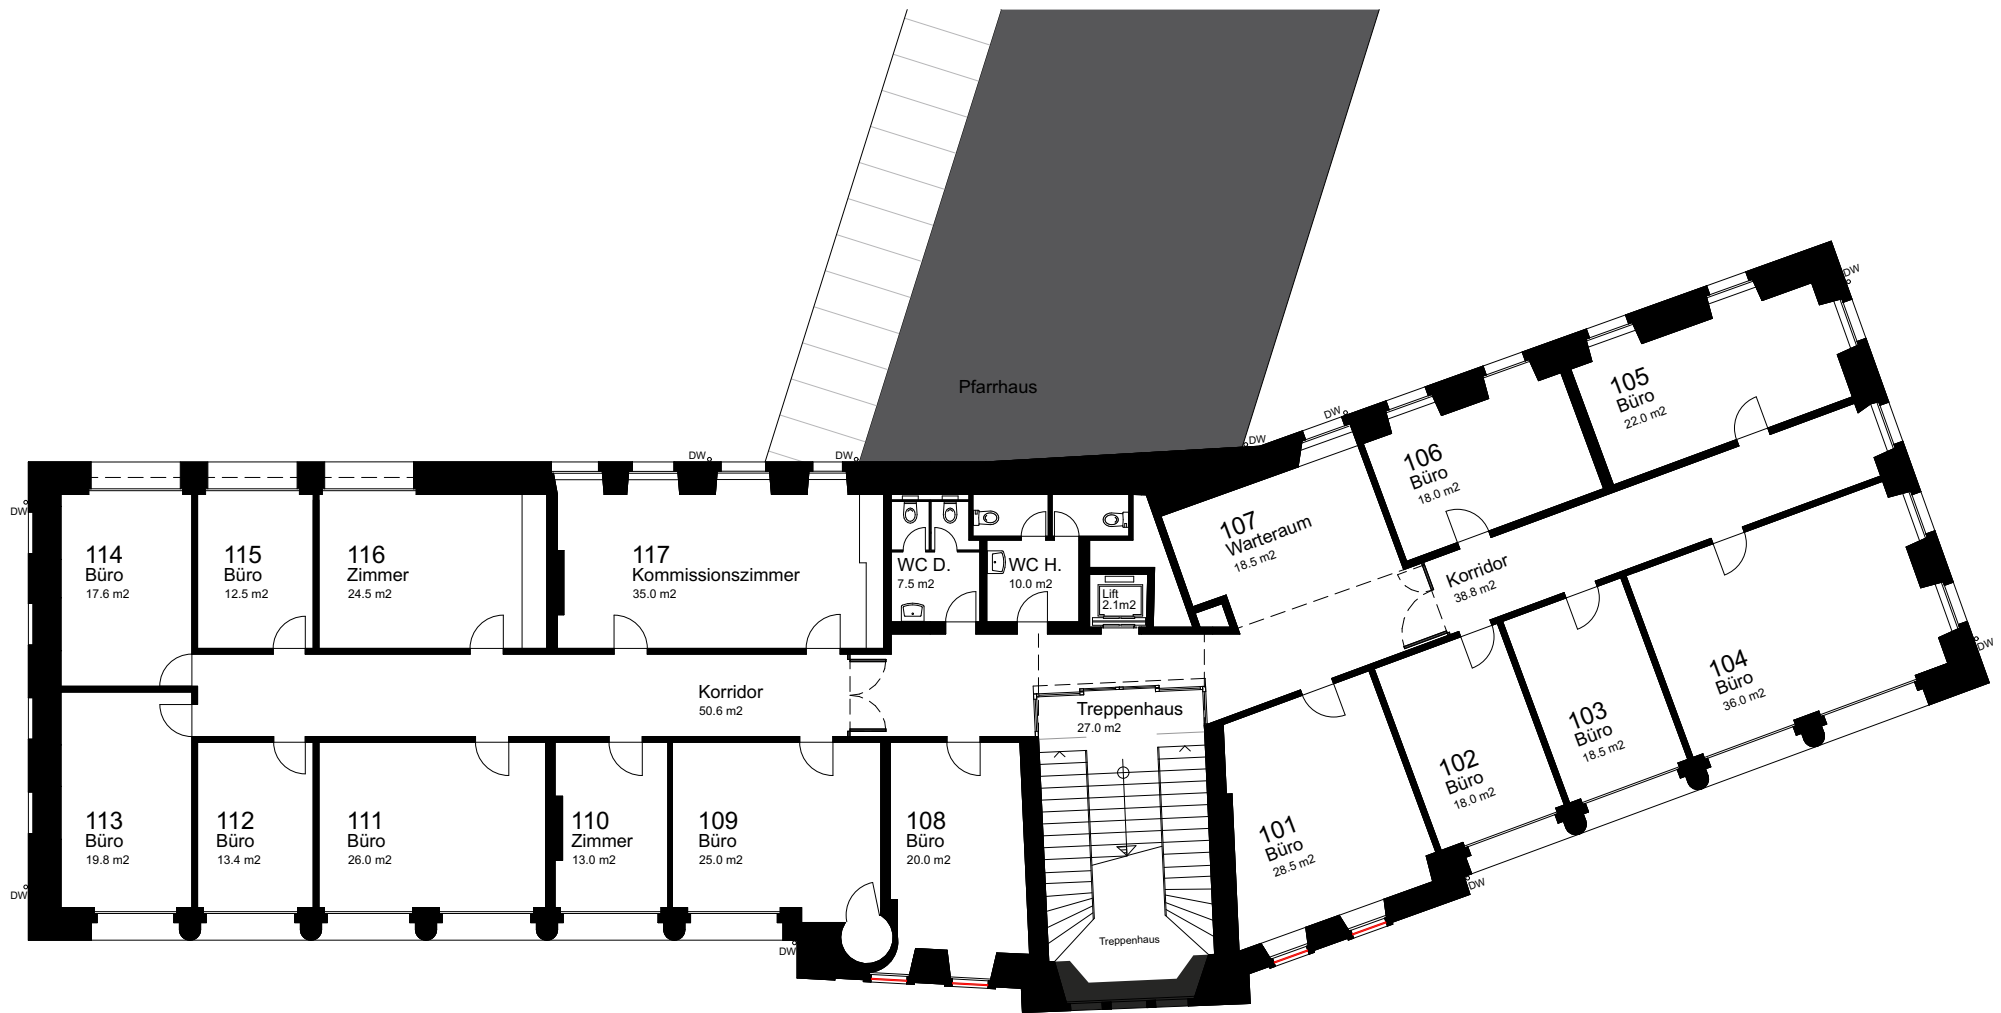 Pfarrhaus
DW
DW
DW
DW
DW
DW
105
Büro
22.0 m2
106
Büro
18.0 m2
107
Warteraum
18.5 m2
114
Büro
17.6 m2
115
Büro
12.5 m2
116
Zimmer
24.5 m2
117
Kommissionszimmer
35.0 m2
WC D.
7.5 m2
WC H.
10.0 m2
Lift
2.1m2
Korridor
38.8 m2
DW
Korridor
50.6 m2
Treppenhaus
27.0 m2
104
Büro
36.0 m2
103
Büro
18.5 m2
102
Büro
18.0 m2
101
Büro
28.5 m2
113
Büro
19.8 m2
112
Büro
13.4 m2
111
Büro
26.0 m2
110
Zimmer
13.0 m2
109
Büro
25.0 m2
108
Büro
20.0 m2
DW
DW
DW
Treppenhaus